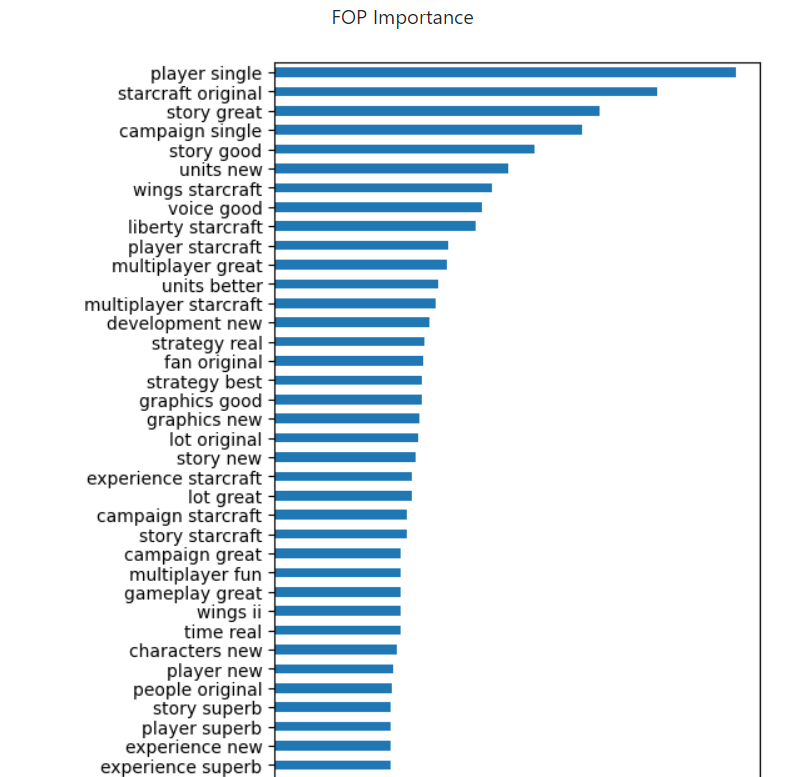 FOP Importance
player single
starcraft original
story great
campaign single
story good
units new
wings starcraft
voice good
liberty starcraft
player starcraft
multiplayer great
units better
multiplayer starcraft
development new
strategy real
fan original
strategy best
graphics good
graphics new
lot original
story new
experience starcraft
lot great
campaign starcraft
story starcraft
campaign great
multiplayer fun
gameplay great
wings ii
time real
characters new
player new
people original
story superb
player superb
experience new
experience superb